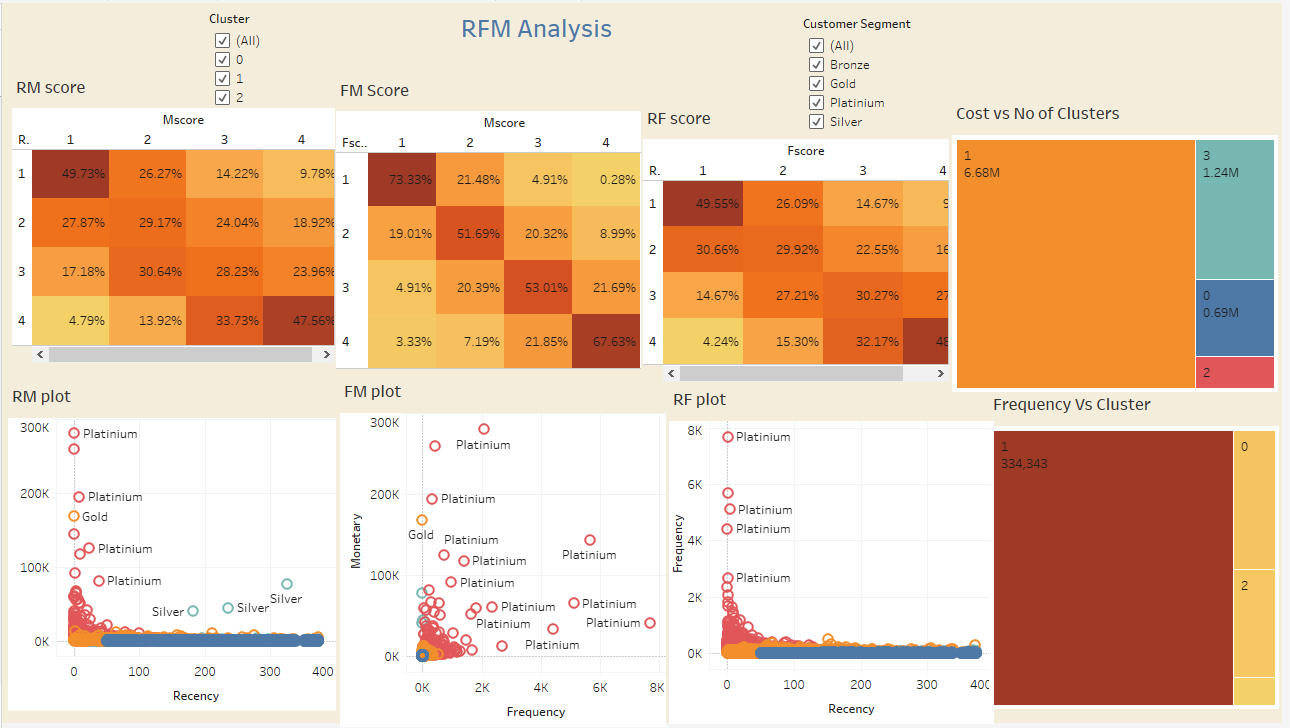 RFM Analysis
Cluster
(All)
0
1
2
Customer Segment
(All)
Bronze
Gold
Platinium
Silver
RM score
Mscore
R. 1 2 3 4
1 49.73% 26.27% 14.22% 9.78%
2 27.87% 29.17% 24.04% 18.92%
3 17.18% 30.64% 28.23% 23.96%
4 4.79% 13.92% 33.73% 47.56%
FM Score
Mscore
Fsc.. 1 2 3 4
1 73.33% 21.48% 4.91% 0.28%
2 19.01% 51.69% 20.32% 8.99%
3 4.91% 20.39% 53.01% 21.69%
4 3.33% 7.19% 21.85% 67.63%
RF score
Fscore
R. 1 2 3 4
1 49.55% 26.09% 14.67% 9
2 30.66% 29.92% 22.55% 16
3 14.67% 27.21% 30.27% 27
4 4.24% 15.30% 32.17% 48
Cost vs No of Clusters
1
6.68M
3
1.24M
0
0.69M
2
RM plot
300K
200K
100K
0K
Platinium
Platinium
Gold
Platinium
Platinium
Silver
Silver
Silver
0 100 200 300 400
Recency
FM plot
Monetary
300K
200K
100K
0K
Platinium
Platinium
Gold
Platinium
Platinium
Platinium
Platinium
Platinium
Platinium
Platinium
Platinium
Platinium
0K 2K 4K 6K 8K
Frequency
RF plot
Frequency
8K
6K
4K
2K
0K
Platinium
Platinium
Platinium
Platinium
0 100 200 300 400
Recency
Frequency Vs Cluster
1
334,343
0
2